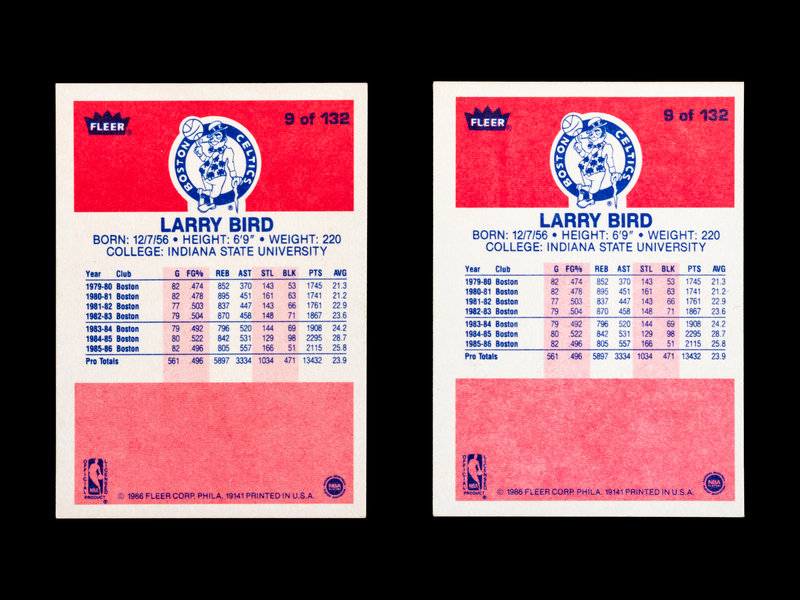 FLEER®
9 of 132
BOSTON CELTICS
®
LARRY BIRD
BORN: 12/7/56 • HEIGHT: 6'9" • WEIGHT: 220
COLLEGE: INDIANA STATE UNIVERSITY
Year Club G FG% REB AST STL BLK PTS AVG
1979-80 Boston 82 .474 852 370 143 53 1745 21.3
1980-81 Boston 82 .478 895 451 161 63 1741 21.2
1981-82 Boston 77 .503 837 447 143 66 1761 22.9
1982-83 Boston 79 .504 870 458 148 71 1867 23.6
1983-84 Boston 79 .492 796 520 144 69 1908 24.2
1984-85 Boston 80 .522 842 531 129 98 2295 28.7
1985-86 Boston 82 .496 805 557 166 51 2115 25.8
Pro Totals 561 .496 5897 3334 1034 471 13432 23.9
OFFICIAL LICENSED
NBA
PRODUCT ®
© 1986 FLEER CORP. PHILA. 19141 PRINTED IN U.S.A.
NBA
FLEER®
9 of 132
BOSTON CELTICS
®
LARRY BIRD
BORN: 12/7/56 • HEIGHT: 6'9" • WEIGHT: 220
COLLEGE: INDIANA STATE UNIVERSITY
Year Club G FG% REB AST STL BLK PTS AVG
1979-80 Boston 82 .474 852 370 143 53 1745 21.3
1980-81 Boston 82 .478 895 451 161 63 1741 21.2
1981-82 Boston 77 .503 837 447 143 66 1761 22.9
1982-83 Boston 79 .504 870 458 148 71 1867 23.6
1983-84 Boston 79 .492 796 520 144 69 1908 24.2
1984-85 Boston 80 .522 842 531 129 98 2295 28.7
1985-86 Boston 82 .496 805 557 166 51 2115 25.8
Pro Totals 561 .496 5897 3334 1034 471 13432 23.9
OFFICIAL LICENSED
NBA
PRODUCT ®
© 1986 FLEER CORP. PHILA. 19141 PRINTED IN U.S.A.
NBA